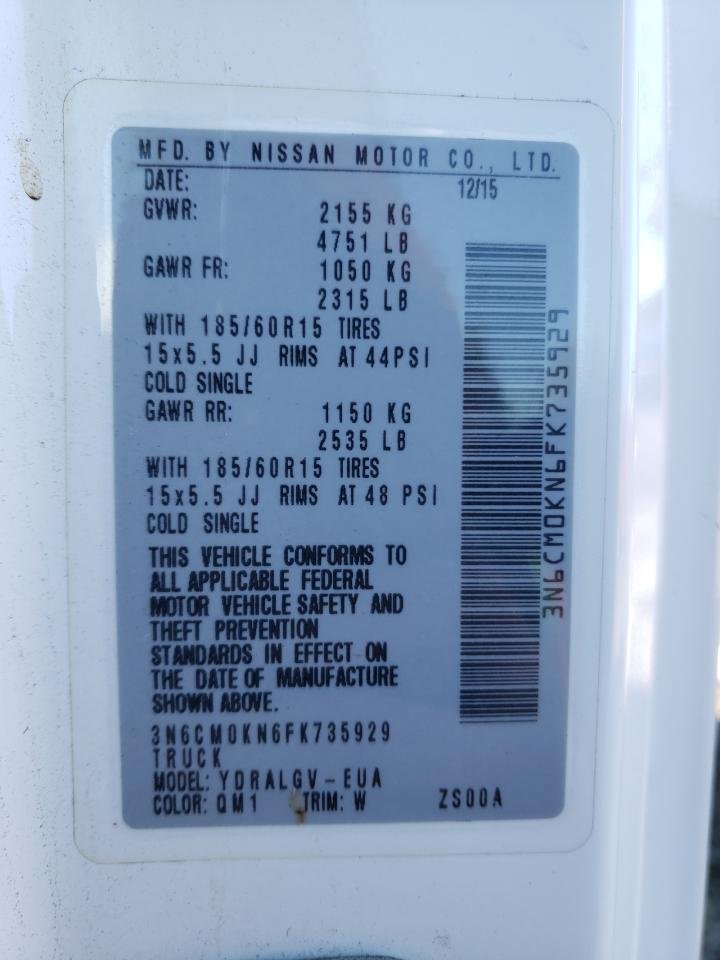 MFD. BY NISSAN MOTOR CO., LTD.
DATE: 12/15
GVWR: 2155 KG
4751 LB
GAWR FR: 1050 KG
2315 LB
WITH 185/60R15 TIRES
15x5.5 JJ RIMS AT 44PSI
COLD SINGLE
GAWR RR: 1150 KG
2535 LB
WITH 185/60R15 TIRES
15x5.5 JJ RIMS AT 48 PSI
COLD SINGLE
THIS VEHICLE CONFORMS TO
ALL APPLICABLE FEDERAL
MOTOR VEHICLE SAFETY AND
THEFT PREVENTION
STANDARDS IN EFFECT ON
THE DATE OF MANUFACTURE
SHOWN ABOVE.
3N6CM0KN6FK735929
TRUCK
MODEL: YDRALGV-EUA
COLOR: QM1 TRIM: W ZS00A
3N6CM0KN6FK735929